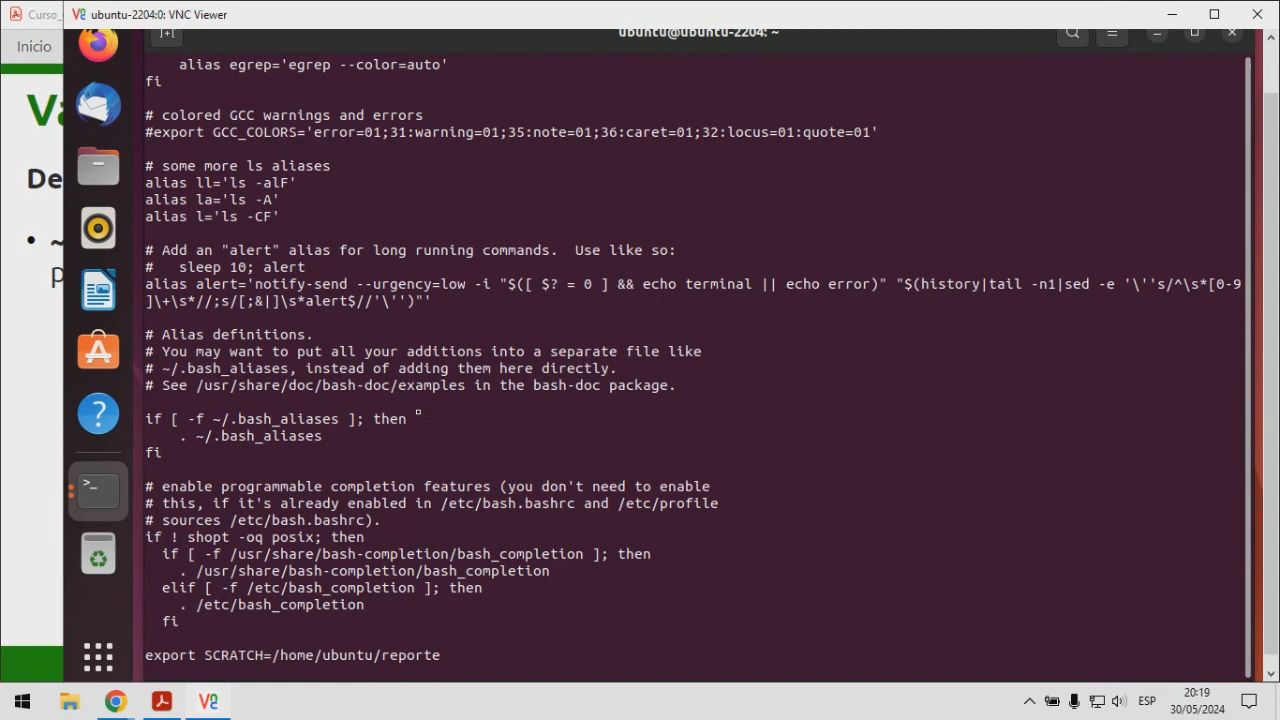 Curso_
ubuntu-2204:0: VNC Viewer
Inicio
ubuntu@ubuntu-2204: ~
    alias egrep='egrep --color=auto'
fi
# colored GCC warnings and errors
#export GCC_COLORS='error=01;31:warning=01;35:note=01;36:caret=01;32:locus=01:quote=01'
# some more ls aliases
alias ll='ls -alF'
alias la='ls -A'
alias l='ls -CF'
# Add an "alert" alias for long running commands.  Use like so:
#   sleep 10; alert
alias alert='notify-send --urgency=low -i "$([ $? = 0 ] && echo terminal || echo error)" "$(history|tail -n1|sed -e '\''s/^\s*[0-9
]\+\s*//;s/[;&|]\s*alert$//'\'')"'
# Alias definitions.
# You may want to put all your additions into a separate file like
# ~/.bash_aliases, instead of adding them here directly.
# See /usr/share/doc/bash-doc/examples in the bash-doc package.
if [ -f ~/.bash_aliases ]; then
    . ~/.bash_aliases
fi
# enable programmable completion features (you don't need to enable
# this, if it's already enabled in /etc/bash.bashrc and /etc/profile
# sources /etc/bash.bashrc).
if ! shopt -oq posix; then
  if [ -f /usr/share/bash-completion/bash_completion ]; then
    . /usr/share/bash-completion/bash_completion
  elif [ -f /etc/bash_completion ]; then
    . /etc/bash_completion
  fi
export SCRATCH=/home/ubuntu/reporte
Va
De
• ~
p
ESP
20:19
30/05/2024